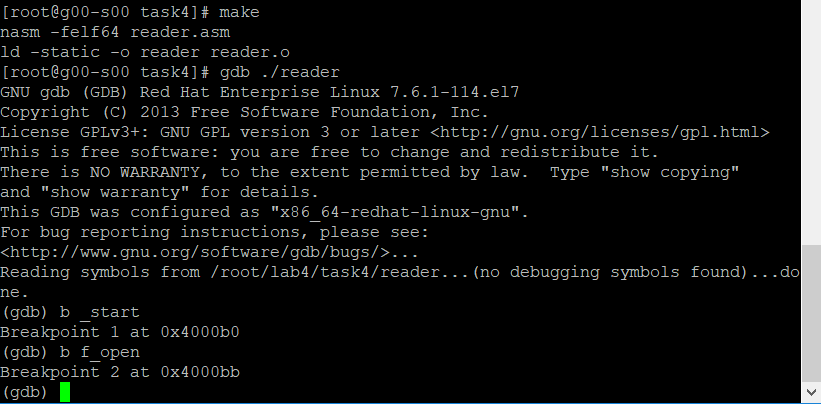 [root@g00-s00 task4]# make
nasm -felf64 reader.asm
ld -static -o reader reader.o
[root@g00-s00 task4]# gdb ./reader
GNU gdb (GDB) Red Hat Enterprise Linux 7.6.1-114.el7
Copyright (C) 2013 Free Software Foundation, Inc.
License GPLv3+: GNU GPL version 3 or later <http://gnu.org/licenses/gpl.html>
This is free software: you are free to change and redistribute it.
There is NO WARRANTY, to the extent permitted by law.  Type "show copying"
and "show warranty" for details.
This GDB was configured as "x86_64-redhat-linux-gnu".
For bug reporting instructions, please see:
<http://www.gnu.org/software/gdb/bugs/>...
Reading symbols from /root/lab4/task4/reader...(no debugging symbols found)...do
ne.
(gdb) b _start
Breakpoint 1 at 0x4000b0
(gdb) b f_open
Breakpoint 2 at 0x4000bb
(gdb)